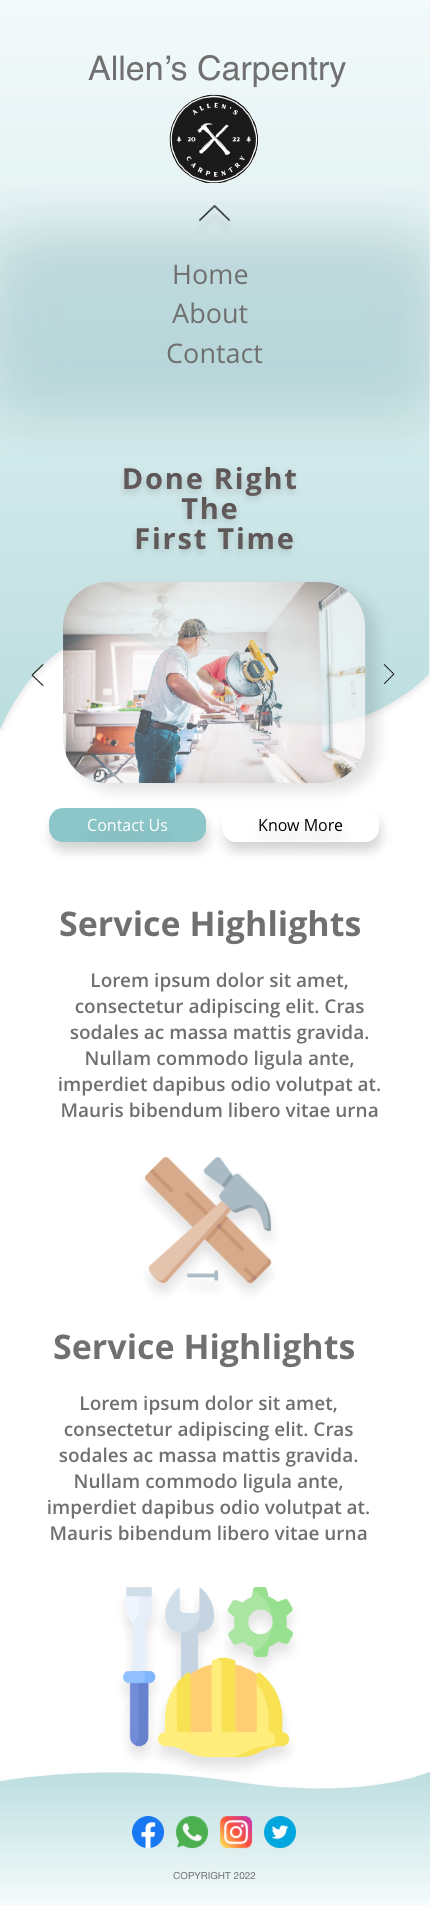 Allen’s Carpentry
ALLEN'S
20 22
CARPENTRY
Home
About
Contact
Done Right
The
First Time
Contact Us
Know More
Service Highlights
Lorem ipsum dolor sit amet,
consectetur adipiscing elit. Cras
sodales ac massa mattis gravida.
Nullam commodo ligula ante,
imperdiet dapibus odio volutpat at.
Mauris bibendum libero vitae urna
Service Highlights
Lorem ipsum dolor sit amet,
consectetur adipiscing elit. Cras
sodales ac massa mattis gravida.
Nullam commodo ligula ante,
imperdiet dapibus odio volutpat at.
Mauris bibendum libero vitae urna
COPYRIGHT 2022